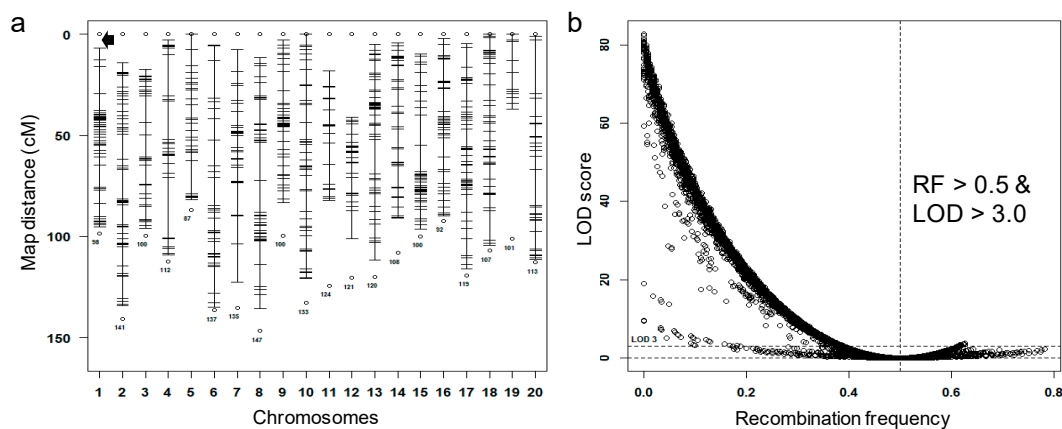 a
b
Map distance (cM)
0
50
100
150
98
141
100
112
87
137
135
147
100
133
124
121
120
108
100
92
119
107
101
113
1 2 3 4 5 6 7 8 9 10 11 12 13 14 15 16 17 18 19 20
Chromosomes
LOD score
80
60
40
20
0
LOD 3
RF > 0.5 &
LOD > 3.0
0.0 0.2 0.4 0.6 0.8
Recombination frequency